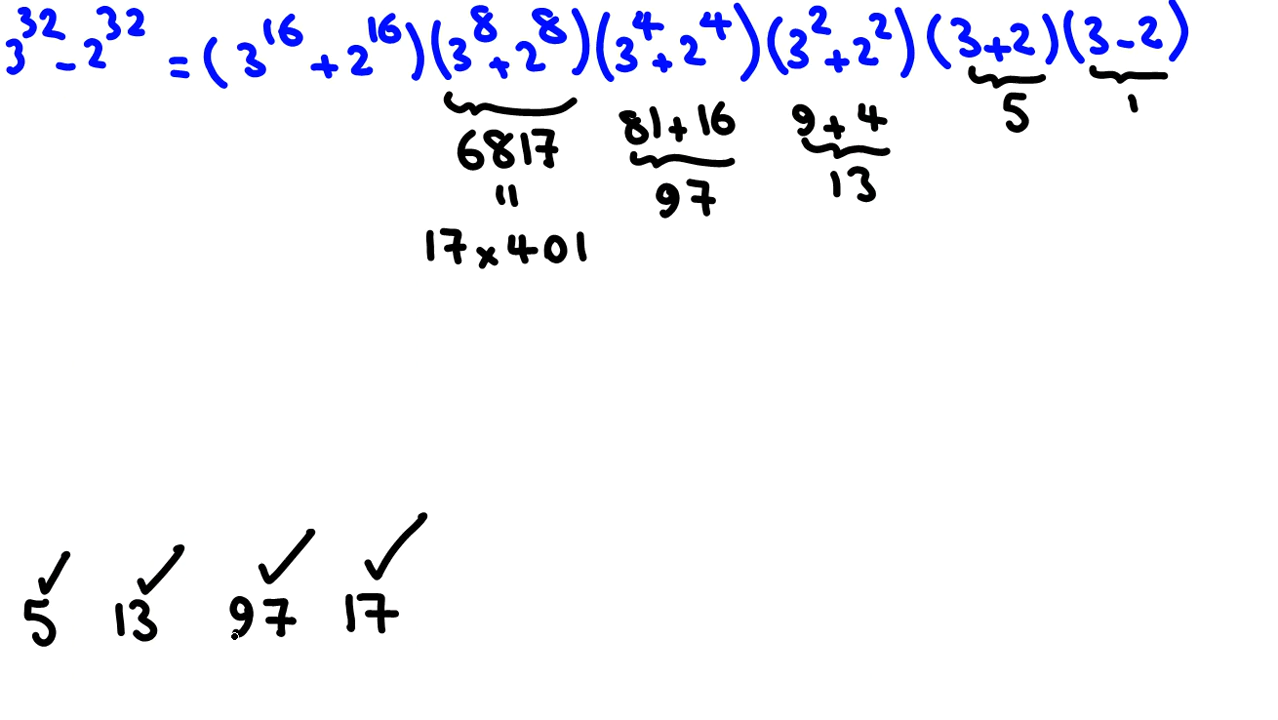 3^32 - 2^32 = (3^16 + 2^16)(3^8 + 2^8)(3^4 + 2^4)(3^2 + 2^2)(3+2)(3-2)
6817 81+16 9+4 5 1
" 97 13
17×401
✓ ✓ ✓ ✓
5 13 97 17